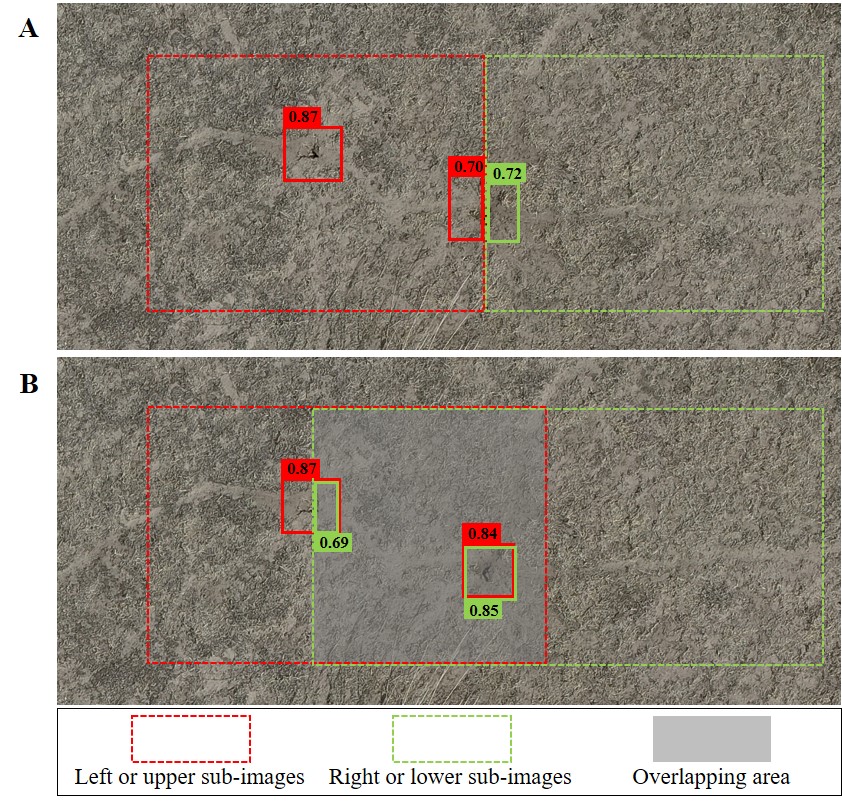 A
0.87
0.70
0.72
B
0.87
0.69
0.84
0.85
Left or upper sub-images Right or lower sub-images Overlapping area